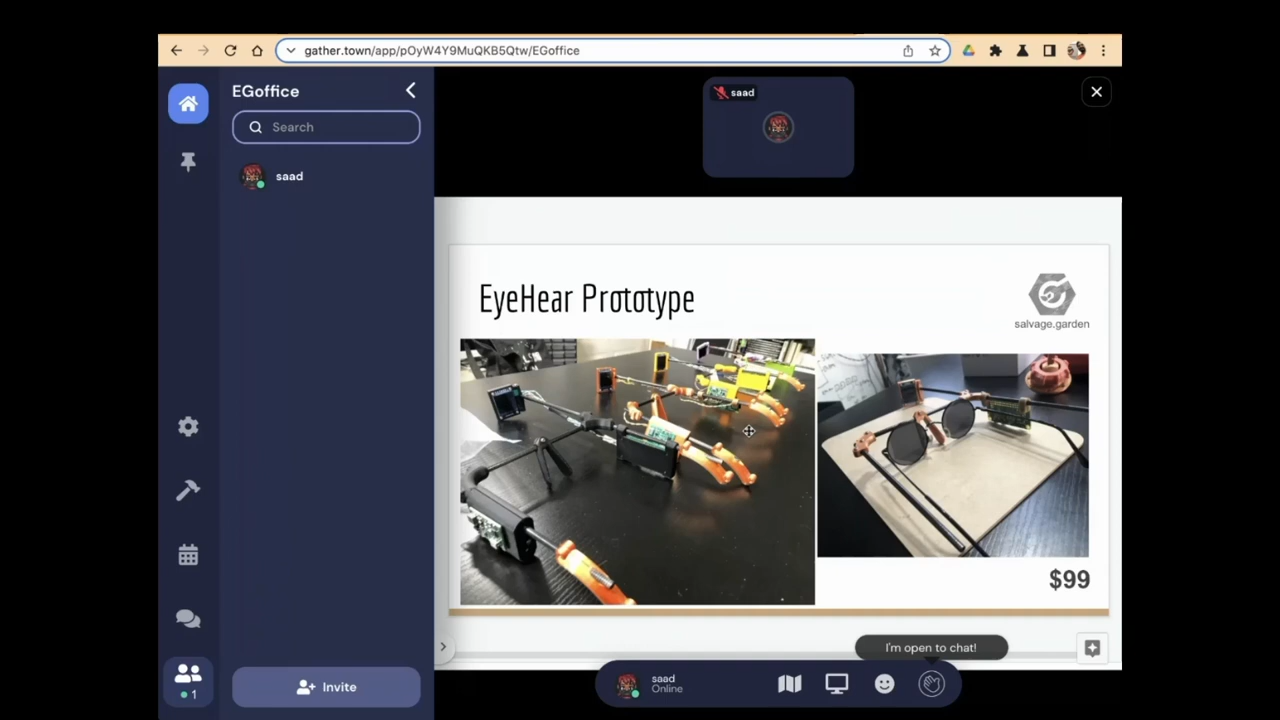 gather.town/app/pOyW4Y9MuQKB5Qtw/EGoffice
EGoffice
Search
saad
saad
EyeHear Prototype
salvage.garden
$99
I'm open to chat!
saad
Online
1
Invite